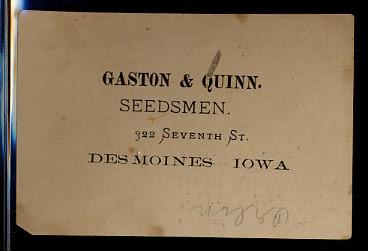 GASTON & QUINN.
SEEDSMEN.
922 SEVENTH ST.
DES MOINES IOWA